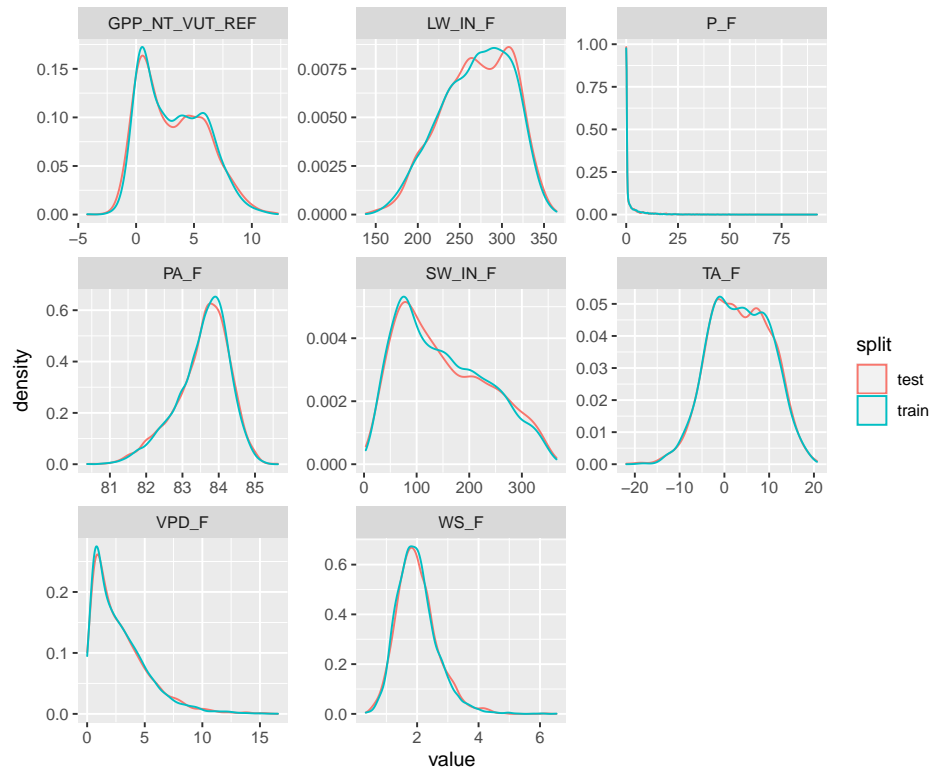 GPP_NT_VUT_REF LW_IN_F P_F
0.15 0.10 0.05 0.00
−5 0 5 10
0.0075 0.0050 0.0025 0.0000
150 200 250 300 350
1.00 0.75 0.50 0.25 0.00
0 25 50 75
PA_F SW_IN_F TA_F
0.6 0.4 0.2 0.0
81 82 83 84 85
0.004 0.002 0.000
0 100 200 300
0.05 0.04 0.03 0.02 0.01 0.00
−20 −10 0 10 20
VPD_F WS_F
0.2 0.1 0.0
0 5 10 15
0.6 0.4 0.2 0.0
2 4 6
density
value
split
test
train